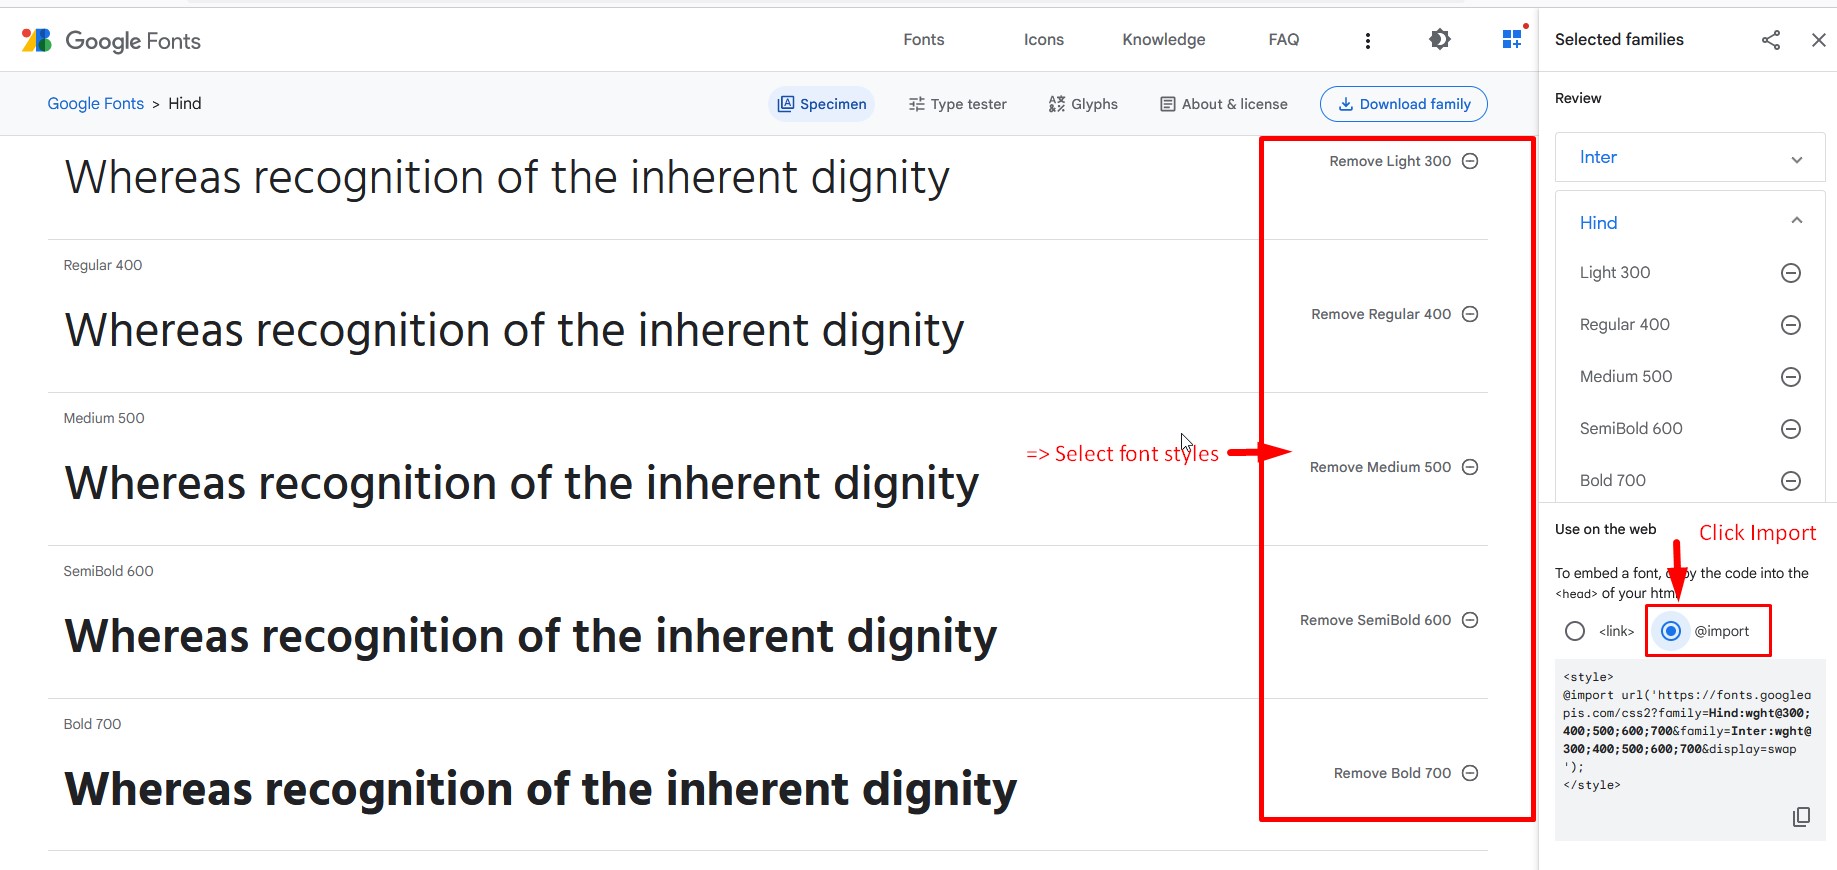 Google Fonts
Fonts
Icons
Knowledge
FAQ
Selected families
Google Fonts > Hind
Specimen
Type tester
Glyphs
About & license
Download family
Review
Whereas recognition of the inherent dignity
Remove Light 300
Regular 400
Whereas recognition of the inherent dignity
Remove Regular 400
Medium 500
Whereas recognition of the inherent dignity
=> Select font styles
Remove Medium 500
SemiBold 600
Whereas recognition of the inherent dignity
Remove SemiBold 600
Bold 700
Whereas recognition of the inherent dignity
Remove Bold 700
Inter
Hind
Light 300
Regular 400
Medium 500
SemiBold 600
Bold 700
Use on the web
Click Import
To embed a font, copy the code into the
<head> of your html
<link>
@import
<style>
@import url('https://fonts.googlea
pis.com/css2?family=Hind:wght@300;
400;500;600;700&family=Inter:wght@
300;400;500;600;700&display=swap
');
</style>